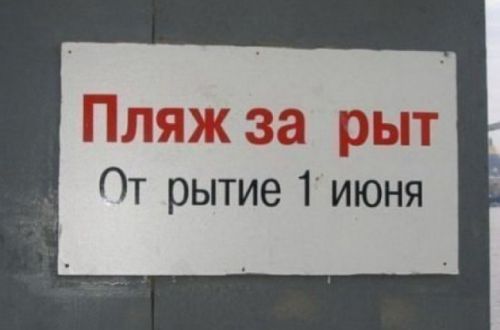 Пляж за рыт
От рытие 1 июня